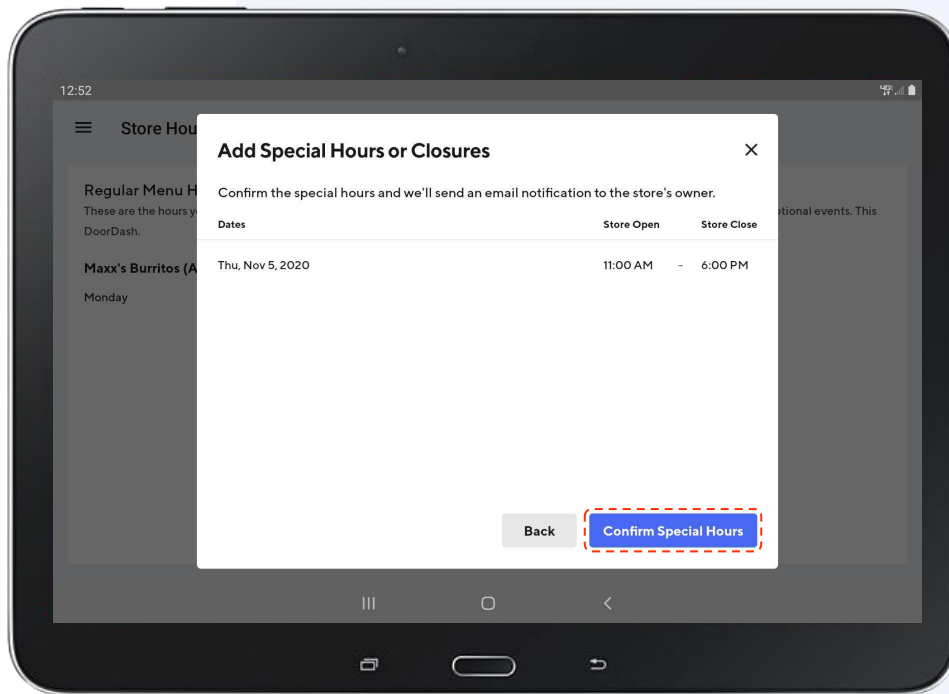 12:52
Store Hou
Add Special Hours or Closures
Confirm the special hours and we'll send an email notification to the store's owner.
Dates Store Open Store Close
Thu, Nov 5, 2020 11:00 AM - 6:00 PM
Regular Menu H
These are the hours y
ptional events. This
DoorDash.
Maxx's Burritos (A
Monday
Back Confirm Special Hours